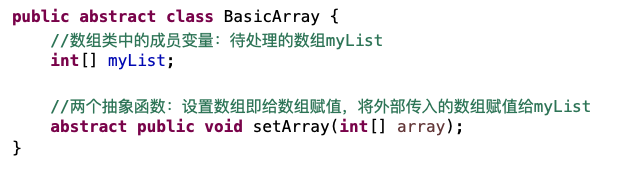 public abstract class BasicArray {
//数组类中的成员变量：待处理的数组myList
int[] myList;
//两个抽象函数：设置数组即给数组赋值，将外部传入的数组赋值给myList
abstract public void setArray(int[] array);
}